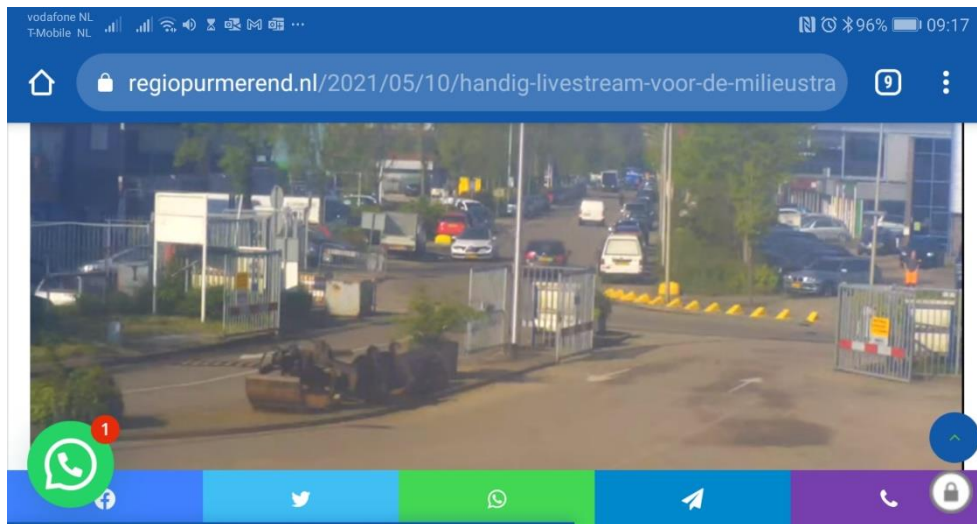 vodafone NL
T-Mobile NL
96% 09:17
regiopurmerend.nl/2021/05/10/handig-livestream-voor-de-milieustra
9
1